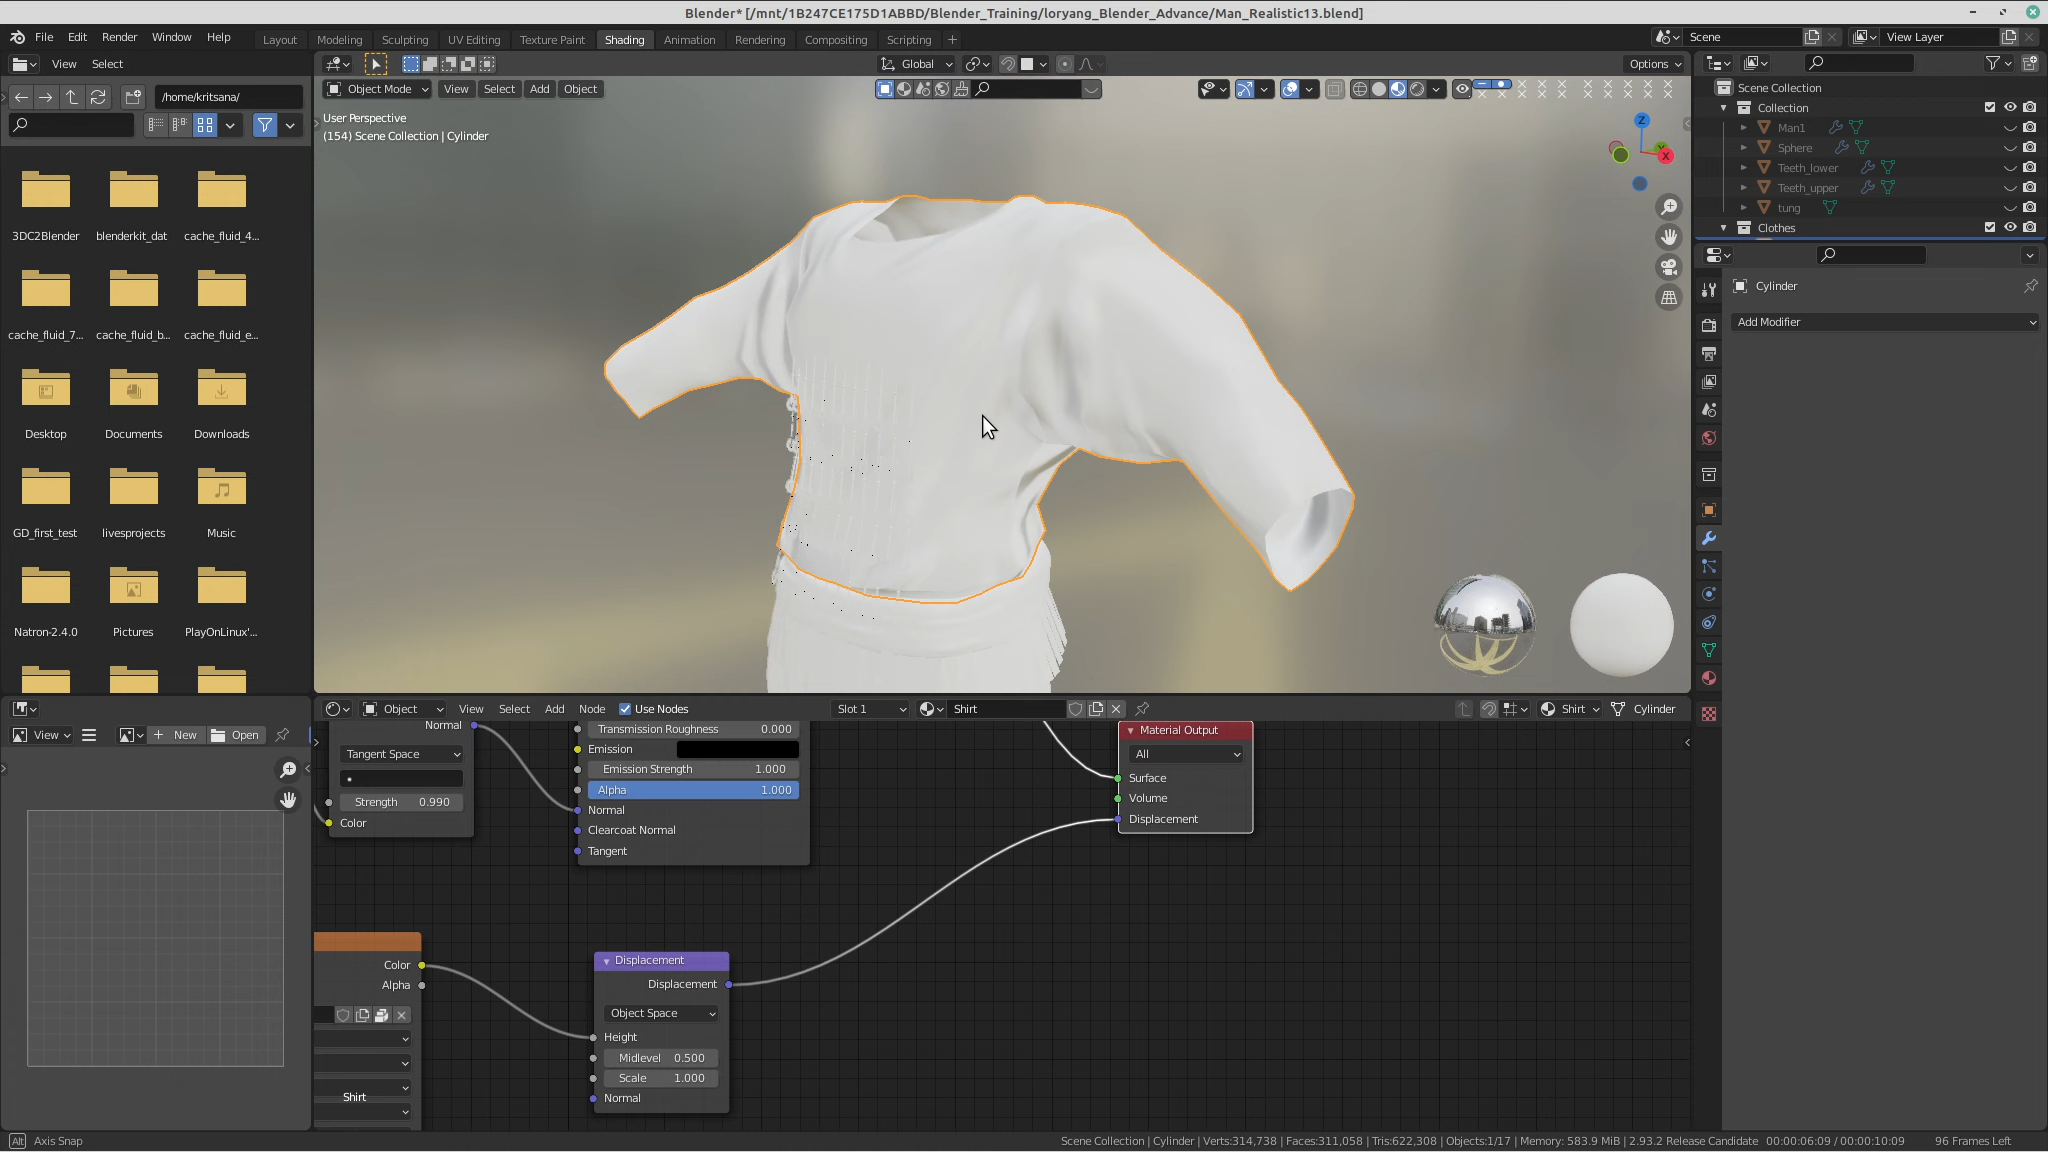 Blender* [/mnt/1B247CE175D1ABBD/Blender_Training/loryang_Blender_Advance/Man_Realistic13.blend]
File Edit Render Window Help
Layout Modeling Sculpting UV Editing Texture Paint Shading Animation Rendering Compositing Scripting +
Scene
View Layer
View Select
Global
Options
/home/kritsana/
Object Mode View Select Add Object
User Perspective
(154) Scene Collection | Cylinder
Z
X
3DC2Blender blenderkit_dat cache_fluid_4...
cache_fluid_7... cache_fluid_b... cache_fluid_e...
Desktop Documents Downloads
GD_first_test livesprojects Music
Natron-2.4.0 Pictures PlayOnLinux'...
Scene Collection
Collection
Man1
Sphere
Teeth_lower
Teeth_upper
tung
Clothes
Cylinder
Add Modifier
View
New
Open
Object View Select Add Node Use Nodes
Slot 1
Shirt
Shirt
Cylinder
Normal
Tangent Space
Strength 0.990
Color
Transmission Roughness 0.000
Emission
Emission Strength 1.000
Alpha 1.000
Normal
Clearcoat Normal
Tangent
Material Output
All
Surface
Volume
Displacement
Color
Alpha
Shirt
Displacement
Displacement
Object Space
Height
Midlevel 0.500
Scale 1.000
Normal
Alt Axis Snap
Scene Collection | Cylinder | Verts:314,738 | Faces:311,058 | Tris:622,308 | Objects:1/17 | Memory: 583.9 MiB | 2.93.2 Release Candidate 00:00:06:09 / 00:00:10:09 96 Frames Left